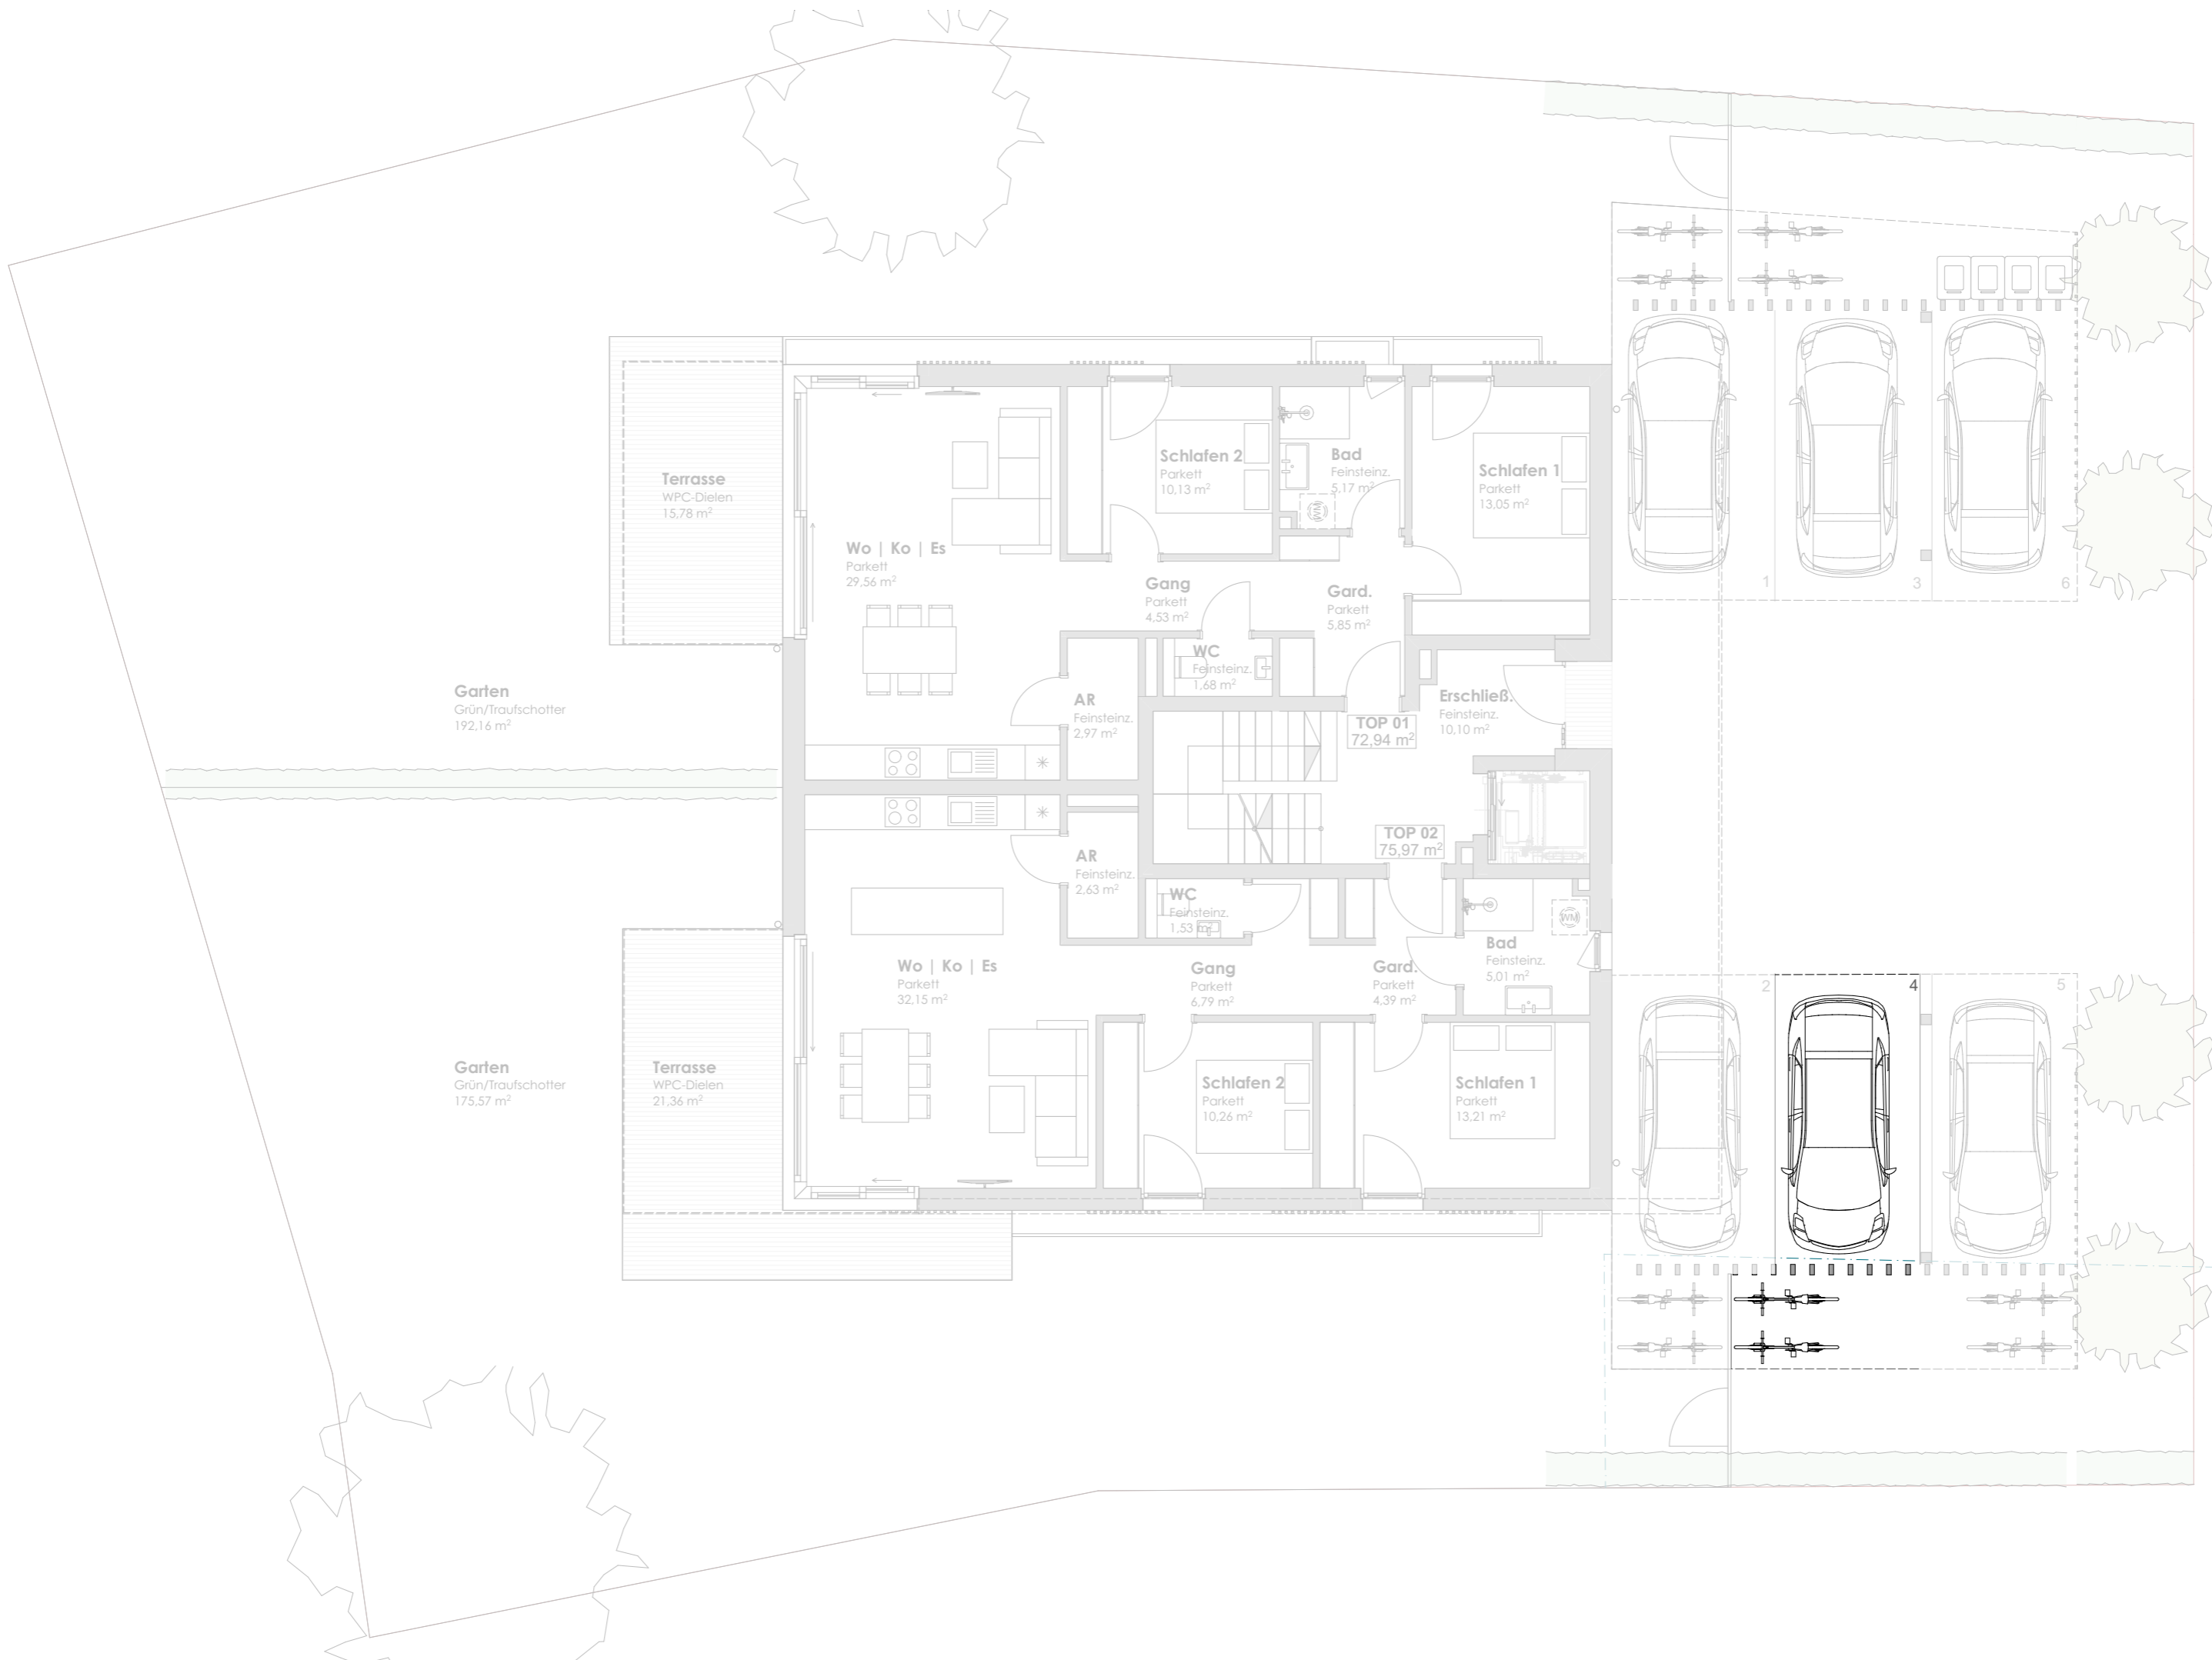 Terrasse
WPC-Dielen
15,78 m²
Wo | Ko | Es
Parkett
29,56 m²
Schlafen 2
Parkett
10,13 m²
Bad
Feinsteinz.
5,17 m²
WM
Schlafen 1
Parkett
13,05 m²
Gang
Parkett
4,53 m²
Gard.
Parkett
5,85 m²
WC
Feinsteinz.
1,68 m²
AR
Feinsteinz.
2,97 m²
Erschließ.
Feinsteinz.
10,10 m²
TOP 01
72,94 m²
1
3
6
Garten
Grün/Traufschotter
192,16 m²
TOP 02
75,97 m²
AR
Feinsteinz.
2,63 m²
WC
Feinsteinz.
1,53 m²
WM
Bad
Feinsteinz.
5,01 m²
Wo | Ko | Es
Parkett
32,15 m²
Gang
Parkett
6,79 m²
Gard.
Parkett
4,39 m²
2
4
5
Garten
Grün/Traufschotter
175,57 m²
Terrasse
WPC-Dielen
21,36 m²
Schlafen 2
Parkett
10,26 m²
Schlafen 1
Parkett
13,21 m²